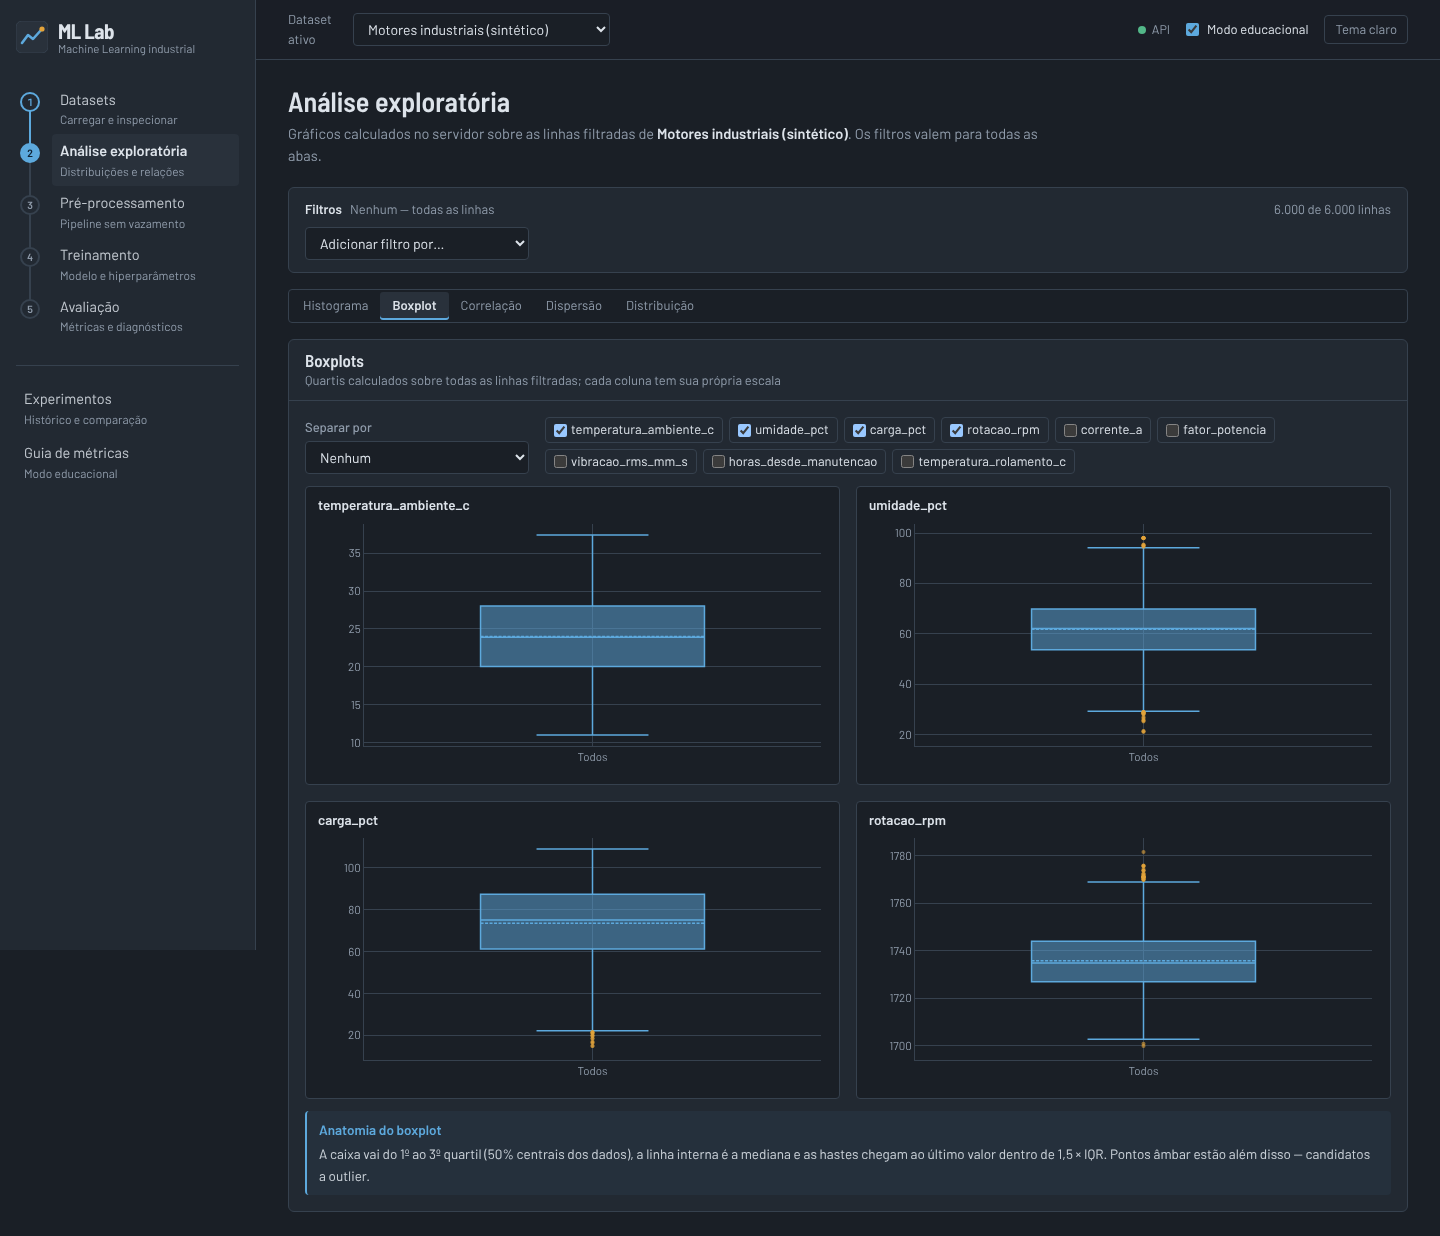 ML Lab
Machine Learning industrial
1
Datasets
Carregar e inspecionar
2
Análise exploratória
Distribuições e relações
3
Pré-processamento
Pipeline sem vazamento
4
Treinamento
Modelo e hiperparâmetros
5
Avaliação
Métricas e diagnósticos
Experimentos
Histórico e comparação
Guia de métricas
Modo educacional
Dataset
ativo
Motores industriais (sintético)
API
Modo educacional
Tema claro
Análise exploratória
Gráficos calculados no servidor sobre as linhas filtradas de Motores industriais (sintético). Os filtros valem para todas as
abas.
Filtros Nenhum — todas as linhas
6.000 de 6.000 linhas
Adicionar filtro por...
Histograma Boxplot Correlação Dispersão Distribuição
Boxplots
Quartis calculados sobre todas as linhas filtradas; cada coluna tem sua própria escala
Separar por
Nenhum
temperatura_ambiente_c umidade_pct carga_pct rotacao_rpm corrente_a fator_potencia
vibracao_rms_mm_s horas_desde_manutencao temperatura_rolamento_c
temperatura_ambiente_c
35
30
25
20
15
10
Todos
umidade_pct
100
80
60
40
20
Todos
carga_pct
100
80
60
40
20
Todos
rotacao_rpm
1780
1760
1740
1720
1700
Todos
Anatomia do boxplot
A caixa vai do 1º ao 3º quartil (50% centrais dos dados), a linha interna é a mediana e as hastes chegam ao último valor dentro de 1,5 × IQR. Pontos âmbar estão além disso — candidatos
a outlier.